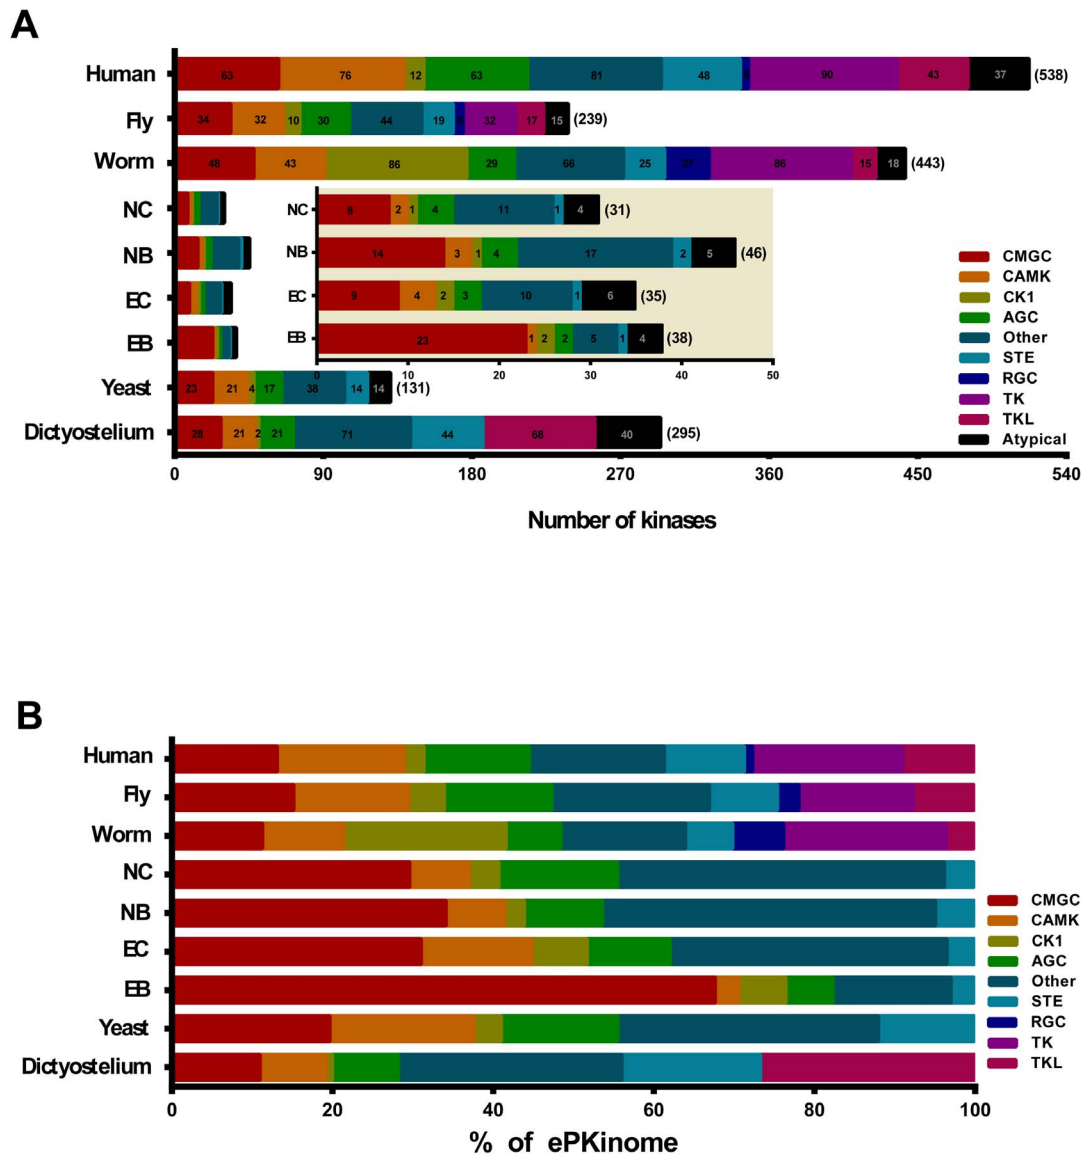 A
Human 63 76 12 63 81 48 90 43 37 (538)
Fly 34 32 10 30 44 19 32 17 15 (239)
Worm 48 43 86 29 66 25 27 86 15 18 (443)
NC
NB
EC
EB
NC 8 2 1 4 11 1 4 (31)
NB 14 3 1 4 17 2 5 (46)
EC 9 4 2 3 10 1 6 (35)
EB 23 1 2 2 5 1 4 (38)
0 10 20 30 40 50
Yeast 23 21 4 17 38 14 14 (131)
Dictyostelium 28 21 2 21 71 44 68 40 (295)
CMGC
CAMK
CK1
AGC
Other
STE
RGC
TK
TKL
Atypical
0 90 180 270 360 450 540
Number of kinases
B
Human
Fly
Worm
NC
NB
EC
EB
Yeast
Dictyostelium
CMGC
CAMK
CK1
AGC
Other
STE
RGC
TK
TKL
0 20 40 60 80 100
% of ePKinome